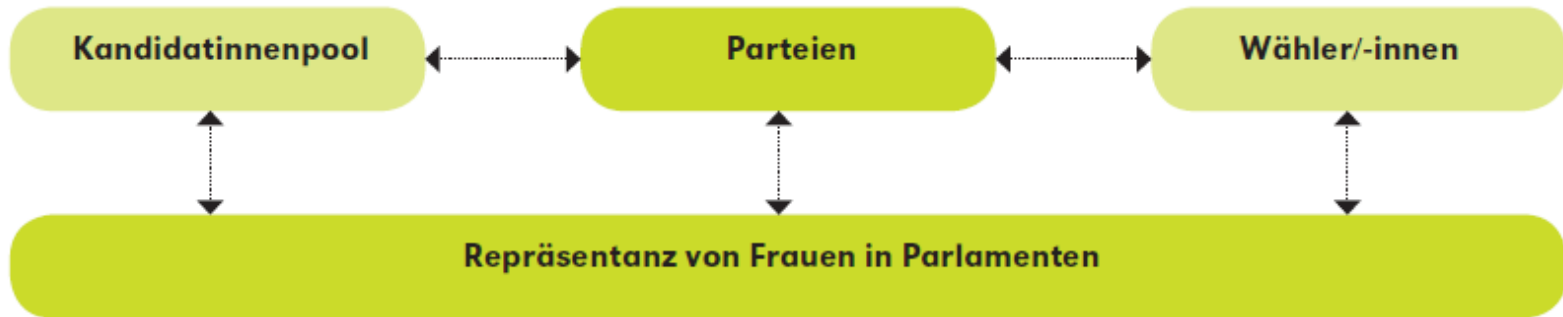 Kandidatinnenpool
Parteien
Wähler/-innen
Repräsentanz von Frauen in Parlamenten